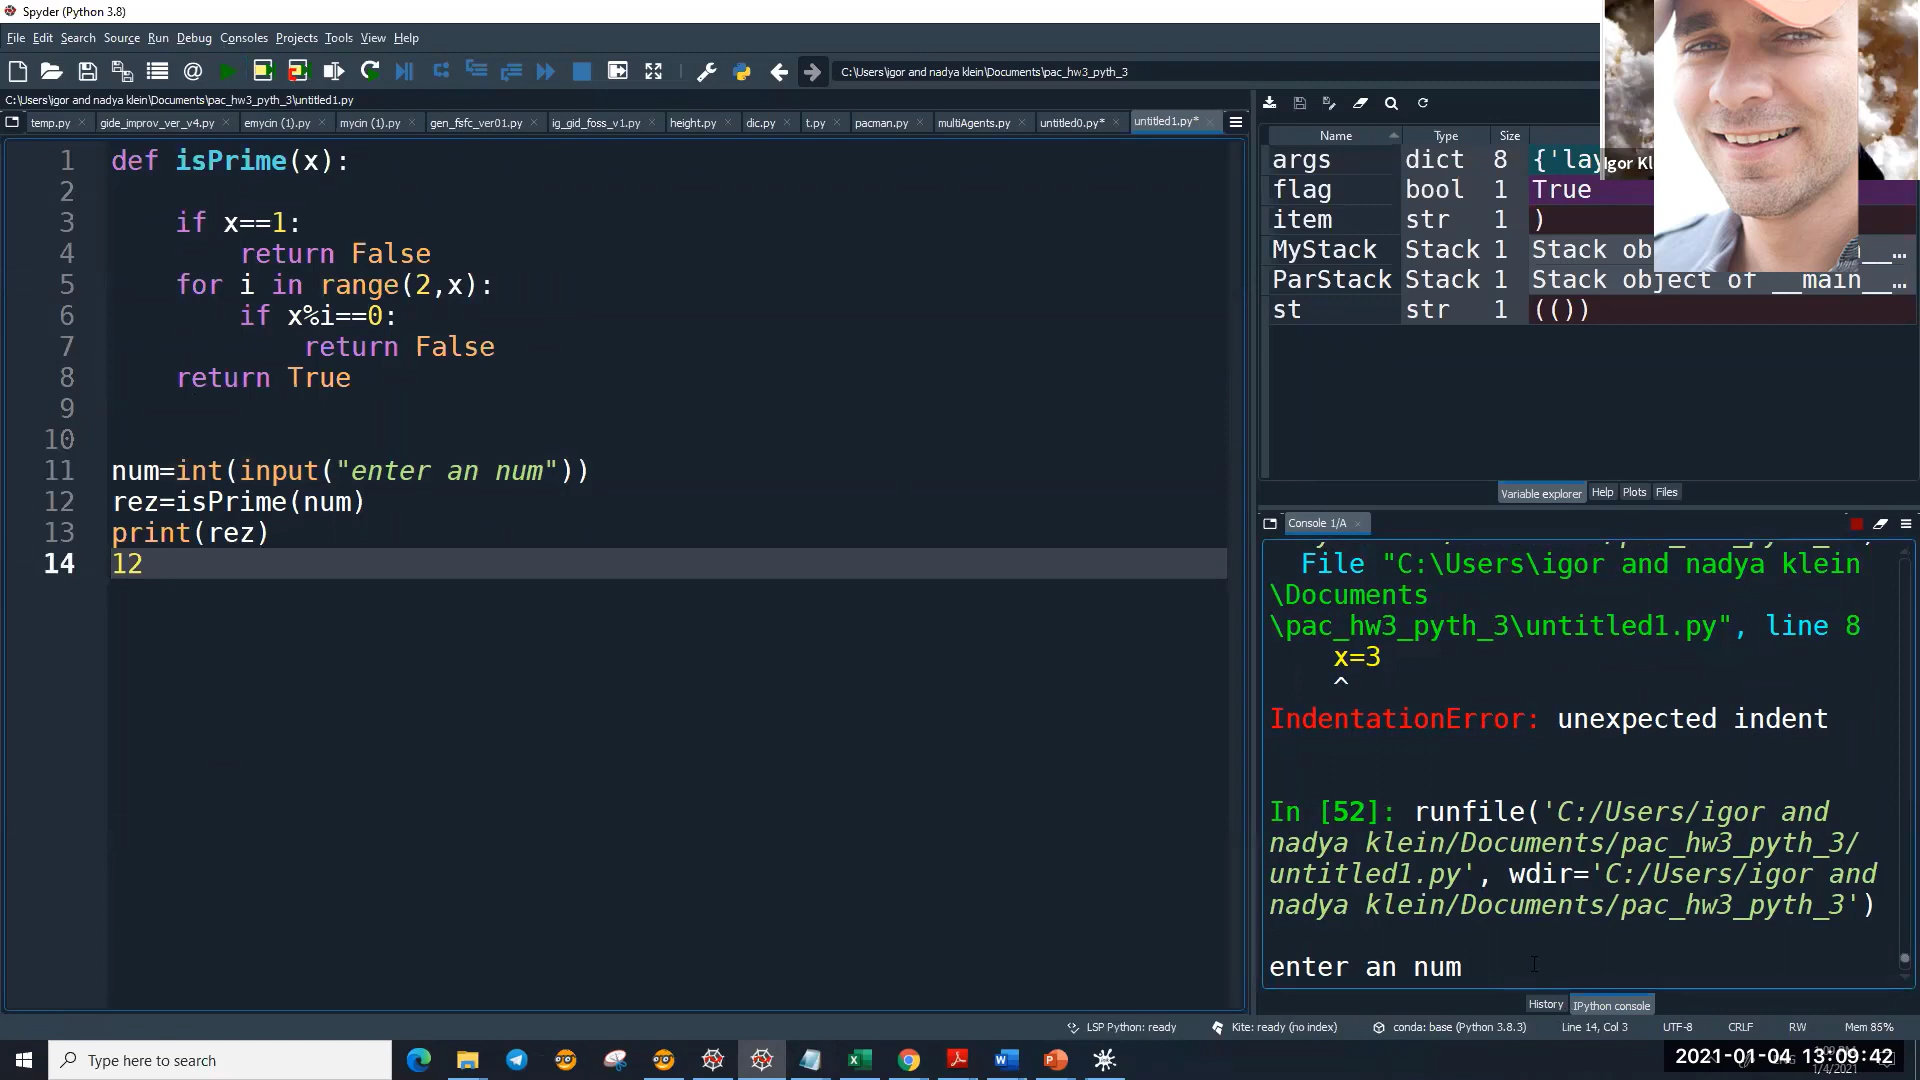 Spyder (Python 3.8)
File Edit Search Source Run Debug Consoles Projects Tools View Help
C:\Users\igor and nadya klein\Documents\pac_hw3_pyth_3
C:\Users\igor and nadya klein\Documents\pac_hw3_pyth_3\untitled1.py
temp.py gide_improv_ver_v4.py emycin (1).py mycin (1).py gen_fsfc_ver01.py ig_gid_foss_v1.py height.py dic.py t.py pacman.py multiAgents.py untitled0.py* untitled1.py*
1 def isPrime(x):
2
3 if x==1:
4 return False
5 for i in range(2,x):
6 if x%i==0:
7 return False
8 return True
9
10
11 num=int(input("enter an num"))
12 rez=isPrime(num)
13 print(rez)
14 12
Name Type Size
args dict 8 {'lay
Igor Kl
flag bool 1 True
item str 1 )
MyStack Stack 1 Stack ob
ParStack Stack 1 Stack object of __main__...
st str 1 (())
Variable explorer Help Plots Files
Console 1/A
File "C:\Users\igor and nadya klein
\Documents
\pac_hw3_pyth_3\untitled1.py", line 8
x=3
^
IndentationError: unexpected indent
In [52]: runfile('C:/Users/igor and
nadya klein/Documents/pac_hw3_pyth_3/
untitled1.py', wdir='C:/Users/igor and
nadya klein/Documents/pac_hw3_pyth_3')
enter an num
History IPython console
LSP Python: ready Kite: ready (no index) conda: base (Python 3.8.3) Line 14, Col 3 UTF-8 CRLF RW Mem 85%
Type here to search
2021-01-04 13:09:42
1/4/2021